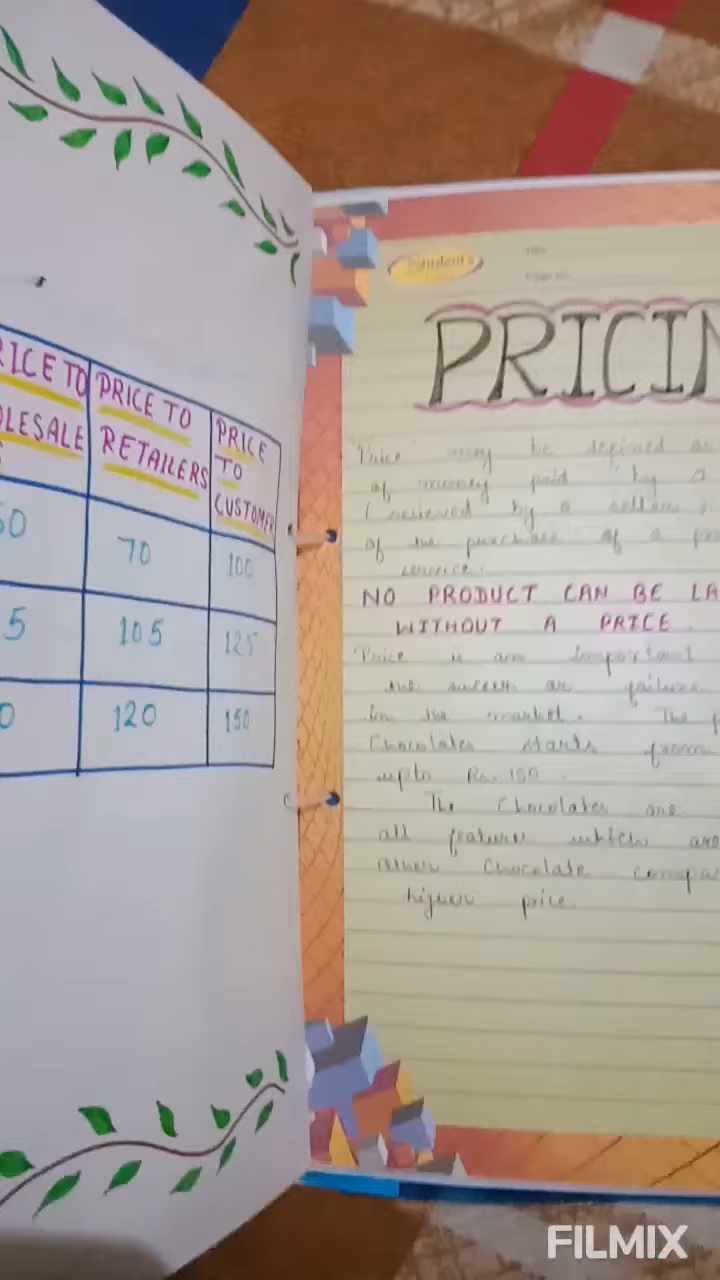 PRICE TO
PRICE TO
RETAILERS
PRICE
TO
CUSTOMER
70
100
105
125
120
150
Student's
PRICIN
Price may be defined as
of money paid by a
(recieved by a seller)
of the purchase of a
service.
NO PRODUCT CAN BE LA
WITHOUT A PRICE
Price is an important
the success or failure
in the market. The
Chocolates starts from
upto Rs. 150.
The Chocolates are
all features which are
other Chocolate compa
higher price.
FILMIX